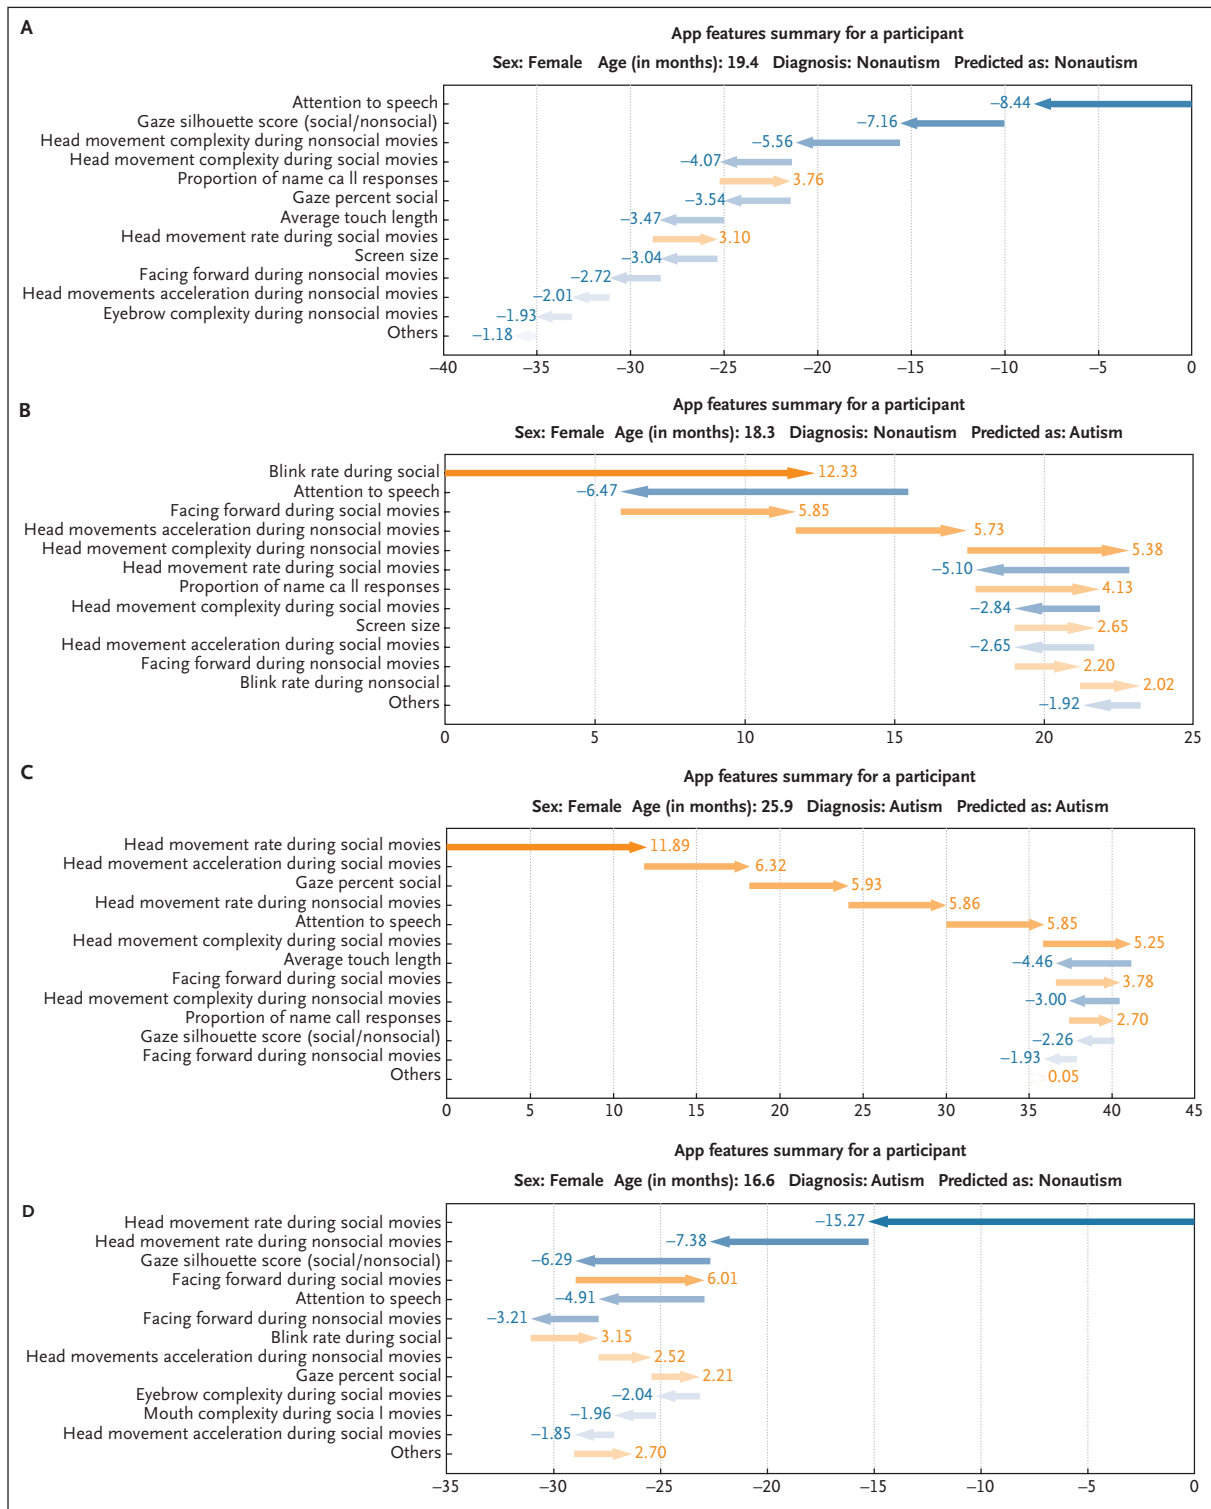 A
App features summary for a participant
Sex: Female Age (in months): 19.4 Diagnosis: Nonautism Predicted as: Nonautism
Attention to speech −8.44
Gaze silhouette score (social/nonsocial) −7.16
Head movement complexity during nonsocial movies −5.56
Head movement complexity during social movies −4.07
Proportion of name ca ll responses 3.76
Gaze percent social −3.54
Average touch length −3.47
Head movement rate during social movies 3.10
Screen size −3.04
Facing forward during nonsocial movies −2.72
Head movements acceleration during nonsocial movies −2.01
Eyebrow complexity during nonsocial movies −1.93
Others −1.18
−40 −35 −30 −25 −20 −15 −10 −5 0
B
App features summary for a participant
Sex: Female Age (in months): 18.3 Diagnosis: Nonautism Predicted as: Autism
Blink rate during social 12.33
Attention to speech −6.47
Facing forward during social movies 5.85
Head movements acceleration during nonsocial movies 5.73
Head movement complexity during nonsocial movies 5.38
Head movement rate during social movies −5.10
Proportion of name ca ll responses 4.13
Head movement complexity during social movies −2.84
Screen size 2.65
Head movement acceleration during social movies −2.65
Facing forward during nonsocial movies 2.20
Blink rate during nonsocial 2.02
Others −1.92
0 5 10 15 20 25
C
App features summary for a participant
Sex: Female Age (in months): 25.9 Diagnosis: Autism Predicted as: Autism
Head movement rate during social movies 11.89
Head movement acceleration during social movies 6.32
Gaze percent social 5.93
Head movement rate during nonsocial movies 5.86
Attention to speech 5.85
Head movement complexity during social movies 5.25
Average touch length −4.46
Facing forward during social movies 3.78
Head movement complexity during nonsocial movies −3.00
Proportion of name call responses 2.70
Gaze silhouette score (social/nonsocial) −2.26
Facing forward during nonsocial movies −1.93
Others 0.05
0 5 10 15 20 25 30 35 40 45
App features summary for a participant
Sex: Female Age (in months): 16.6 Diagnosis: Autism Predicted as: Nonautism
D
Head movement rate during social movies −15.27
Head movement rate during nonsocial movies −7.38
Gaze silhouette score (social/nonsocial) −6.29
Facing forward during social movies 6.01
Attention to speech −4.91
Facing forward during nonsocial movies −3.21
Blink rate during social 3.15
Head movements acceleration during nonsocial movies 2.52
Gaze percent social 2.21
Eyebrow complexity during social movies −2.04
Mouth complexity during socia l movies −1.96
Head movement acceleration during social movies −1.85
Others 2.70
−35 −30 −25 −20 −15 −10 −5 0